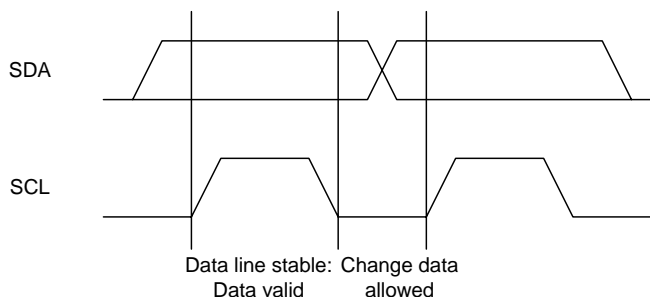 SDA
SCL
Data line stable:
Data valid
Change data
allowed